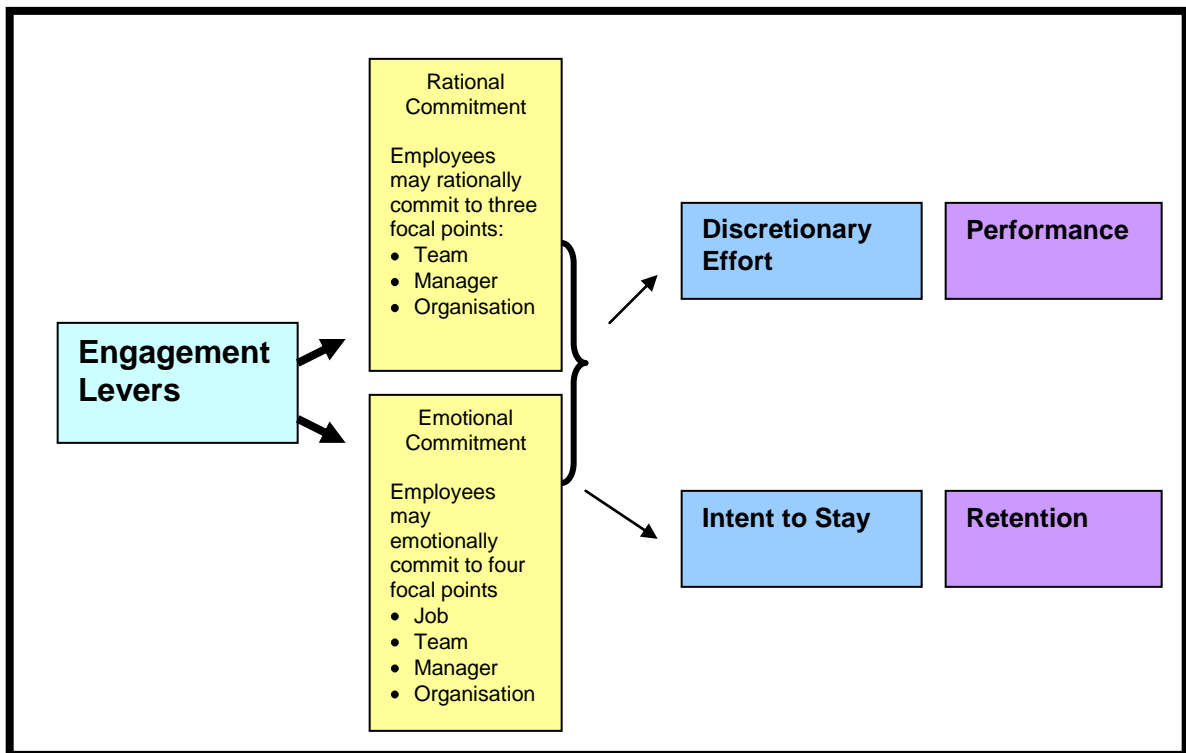 Engagement
Levers
Rational
Commitment
Employees
may rationally
commit to three
focal points:
• Team
• Manager
• Organisation
Emotional
Commitment
Employees
may
emotionally
commit to four
focal points
• Job
• Team
• Manager
• Organisation
Discretionary
Effort
Performance
Intent to Stay
Retention